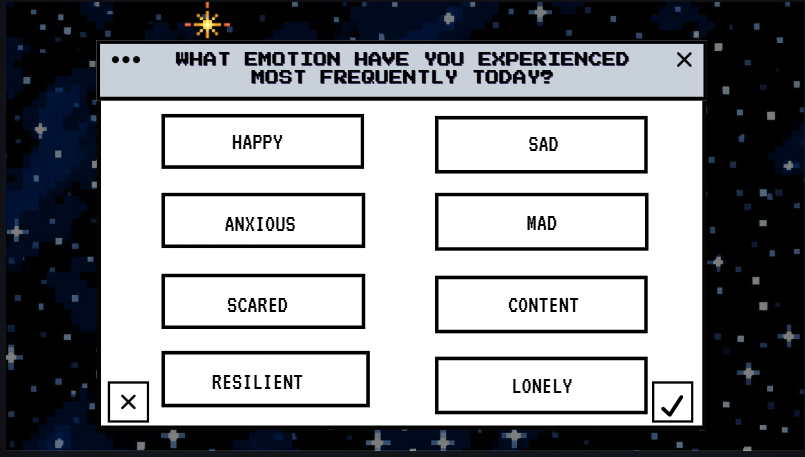 WHAT EMOTION HAVE YOU EXPERIENCED
MOST FREQUENTLY TODAY?
HAPPY
SAD
ANXIOUS
MAD
SCARED
CONTENT
RESILIENT
LONELY